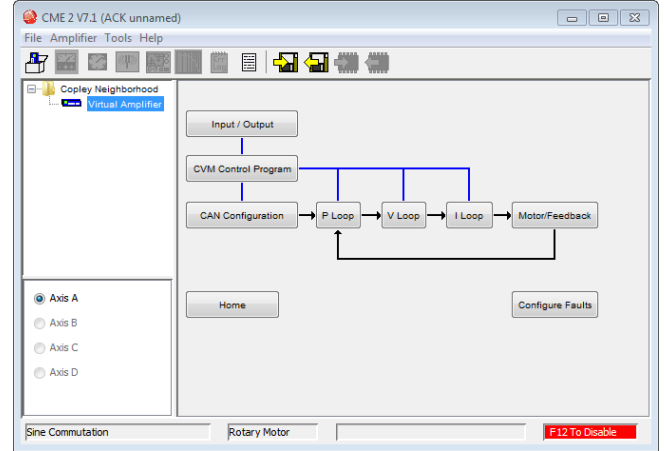 CME 2 V7.1 (ACK unnamed)
File Amplifier Tools Help
Copley Neighborhood
Virtual Amplifier
Input / Output
CVM Control Program
CAN Configuration
P Loop
V Loop
I Loop
Motor/Feedback
Home
Configure Faults
Axis A
Axis B
Axis C
Axis D
Sine Commutation
Rotary Motor
F12 To Disable